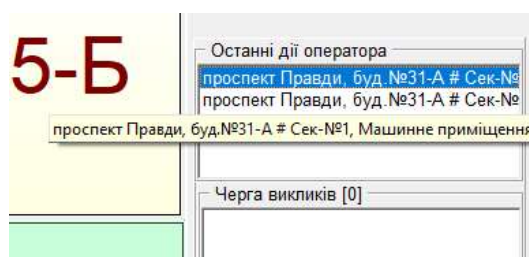 5-Б
Останні дії оператора
проспект Правди, буд.№31-А # Сек-№
проспект Правди, буд.№31-А # Сек-№
проспект Правди, буд.№31-А # Сек-№1, Машинне приміщення
Черга викликів [0]